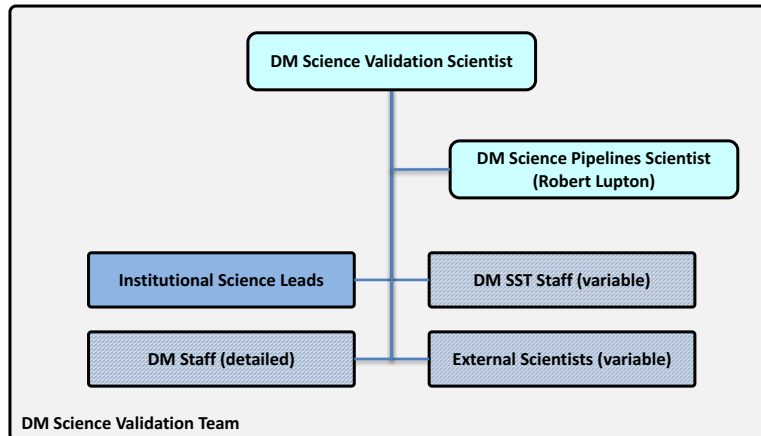 DM Science Validation Scientist
DM Science Pipelines Scientist
(Robert Lupton)
Institutional Science Leads
DM SST Staff (variable)
DM Staff (detailed)
External Scientists (variable)
DM Science Validation Team